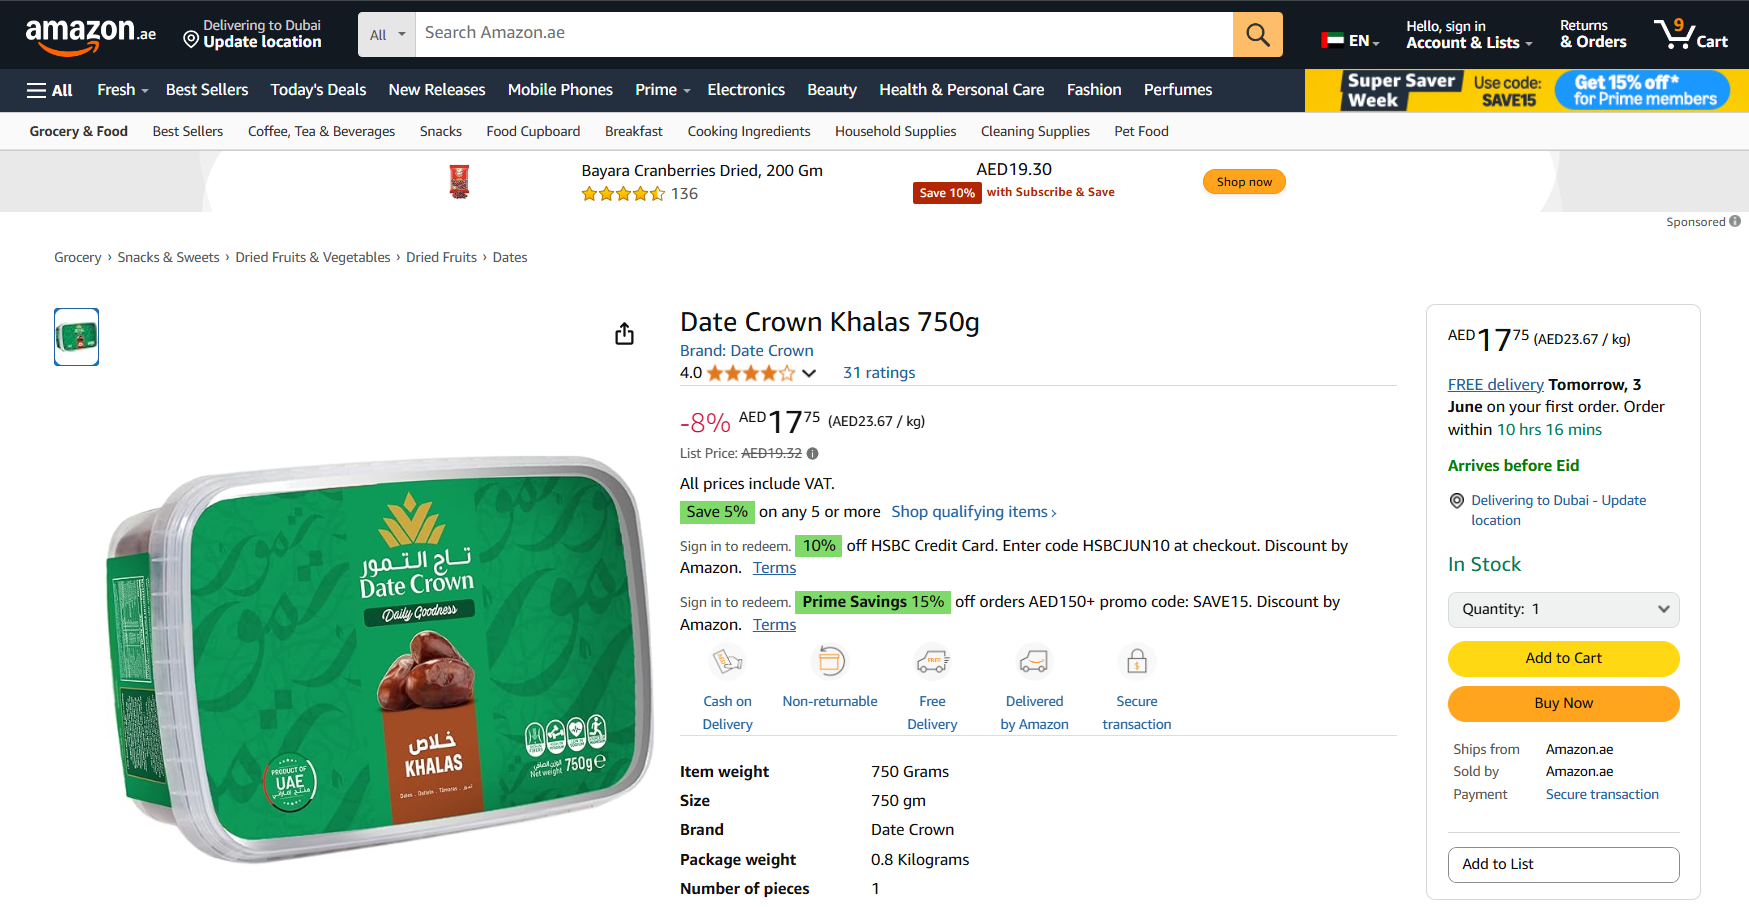 amazon.ae
Delivering to Dubai
Update location
All
Search Amazon.ae
EN
Hello, sign in
Account & Lists
Returns
& Orders
9
Cart
All
Fresh
Best Sellers
Today's Deals
New Releases
Mobile Phones
Prime
Electronics
Beauty
Health & Personal Care
Fashion
Perfumes
Super Saver
Week
Use code:
SAVE15
Get 15% off*
for Prime members
Grocery & Food
Best Sellers
Coffee, Tea & Beverages
Snacks
Food Cupboard
Breakfast
Cooking Ingredients
Household Supplies
Cleaning Supplies
Pet Food
Bayara Cranberries Dried, 200 Gm
136
AED19.30
Save 10% with Subscribe & Save
Shop now
Sponsored
Grocery › Snacks & Sweets › Dried Fruits & Vegetables › Dried Fruits › Dates
تاج التمور
Date Crown
Daily Goodness
خلاص
KHALAS
PRODUCT OF
UAE
منتج إماراتي
الوزن الصافي
Net weight 750g e
Date Crown Khalas 750g
Brand: Date Crown
4.0
31 ratings
-8% AED 17 75 (AED23.67 / kg)
List Price: AED19.32
All prices include VAT.
Save 5% on any 5 or more Shop qualifying items ›
Sign in to redeem. 10% off HSBC Credit Card. Enter code HSBCJUN10 at checkout. Discount by
Amazon. Terms
Sign in to redeem. Prime Savings 15% off orders AED150+ promo code: SAVE15. Discount by
Amazon. Terms
FREE
Cash on
Delivery
Non-returnable
Free
Delivery
Delivered
by Amazon
Secure
transaction
Item weight 750 Grams
Size 750 gm
Brand Date Crown
Package weight 0.8 Kilograms
Number of pieces 1
AED 17 75 (AED23.67 / kg)
FREE delivery Tomorrow, 3
June on your first order. Order
within 10 hrs 16 mins
Arrives before Eid
Delivering to Dubai - Update
location
In Stock
Quantity: 1
Add to Cart
Buy Now
Ships from Amazon.ae
Sold by Amazon.ae
Payment Secure transaction
Add to List